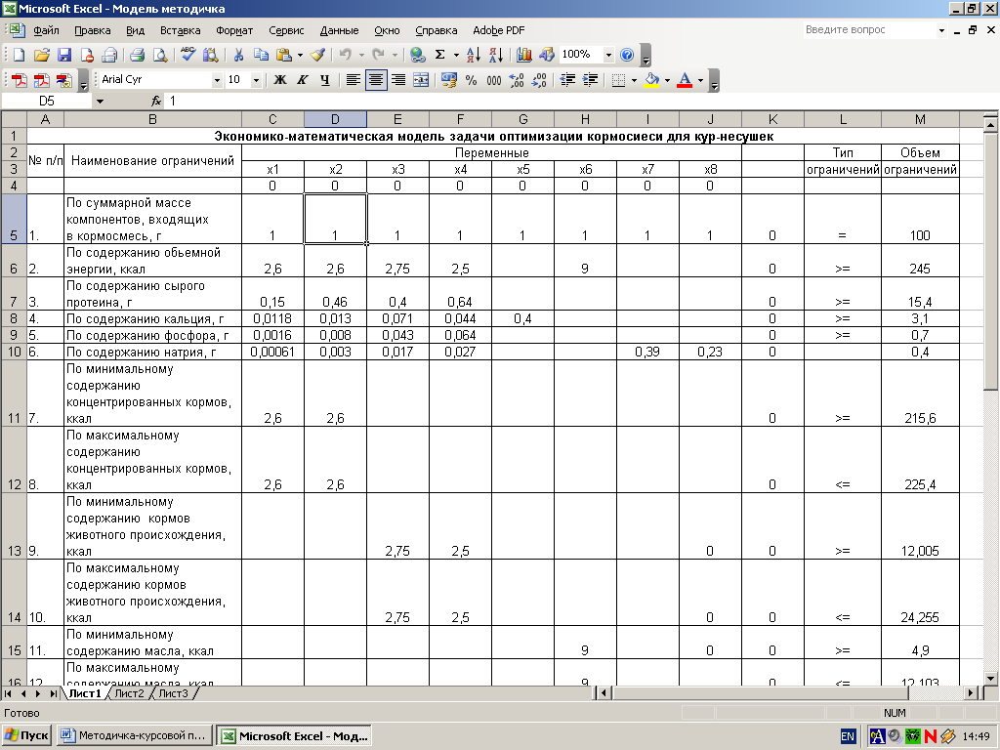 Microsoft Excel - Модель методичка
Файл Правка Вид Вставка Формат Сервис Данные Окно Справка Adobe PDF Введите вопрос
100%
Arial Cyr 10 Ж К Ч % 000
D5 fx 1
A B C D E F G H I J K L M
1 Экономико-математическая модель задачи оптимизации кормосиеси для кур-несушек
2 № п/п Наименование ограничений Переменные Тип Обьем
3 x1 x2 x3 x4 x5 x6 x7 x8 ограничений ограничений
4 0 0 0 0 0 0 0 0
По суммарной массе
компонентов, входящих
5 1. в кормосмесь, г 1 1 1 1 1 1 1 1 0 = 100
По содержанию обьемной
6 2. энергии, ккал 2,6 2,6 2,75 2,5 9 0 >= 245
По содержанию сырого
7 3. протеина, г 0,15 0,46 0,4 0,64 0 >= 15,4
8 4. По содержанию кальция, г 0,0118 0,013 0,071 0,044 0,4 0 >= 3,1
9 5. По содержанию фосфора, г 0,0016 0,008 0,043 0,064 0 >= 0,7
10 6. По содержанию натрия, г 0,00061 0,003 0,017 0,027 0,39 0,23 0 0,4
По минимальному
содержанию
концентрированных кормов,
11 7. ккал 2,6 2,6 0 >= 215,6
По максимальному
содержанию
концентрированных кормов,
12 8. ккал 2,6 2,6 0 <= 225,4
По минимальному
содержанию кормов
животного происхождения,
13 9. ккал 2,75 2,5 0 0 >= 12,005
По максимальному
содержанию кормов
животного происхождения,
14 10. ккал 2,75 2,5 0 0 <= 24,255
По минимальному
15 11. содержанию масла, ккал 9 0 0 >= 4,9
По максимальному
16 12. содержанию масла, ккал 9 0 <= 12,103
Лист1 Лист2 Лист3
Готово NUM
Пуск Методичка-курсовой п... Microsoft Excel - Мод... EN 14:49